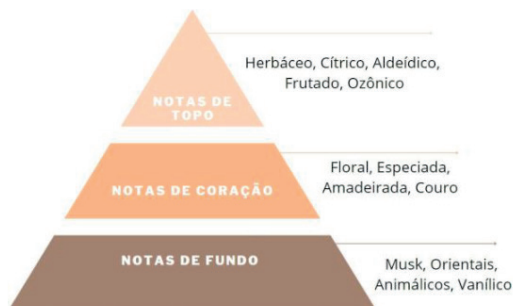 NOTAS DE
TOPO
Herbáceo, Cítrico, Aldeídico,
Frutado, Ozônico
NOTAS DE CORAÇÃO
Floral, Especiada,
Amadeirada, Couro
NOTAS DE FUNDO
Musk, Orientais,
Animálicos, Vanílico